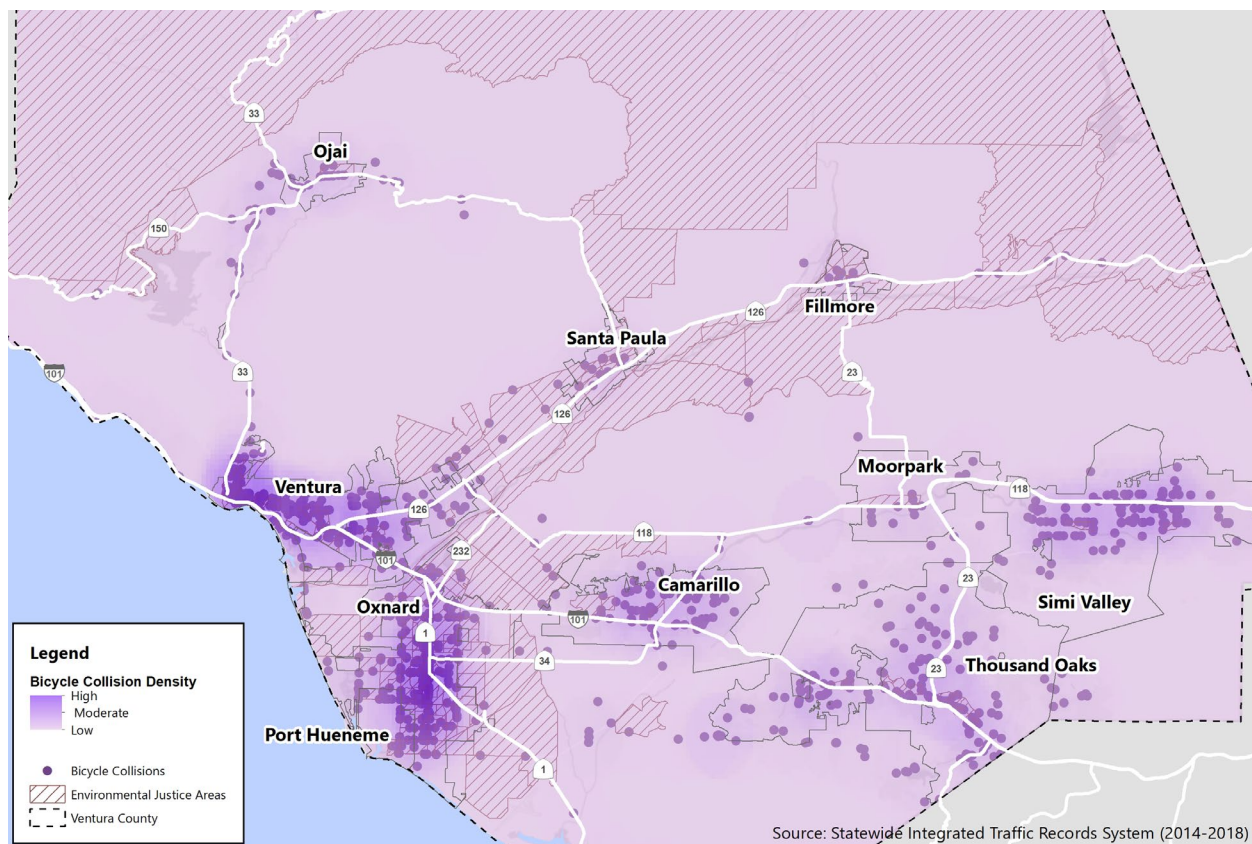 33
Ojai
150
Fillmore
126
Santa Paula
101
33
23
126
Moorpark
Ventura
118
126
118
232
101
Camarillo
23
Oxnard
Simi Valley
101
1
34
Thousand Oaks
23
Port Hueneme
1
Legend
Bicycle Collision Density
High
Moderate
Low
Bicycle Collisions
Environmental Justice Areas
Ventura County
Source: Statewide Integrated Traffic Records System (2014-2018)